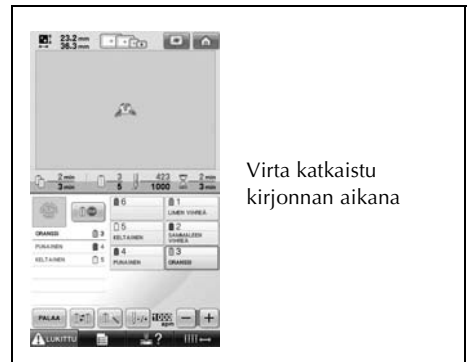 23.2 mm
36.3 mm
2 min
3 min
3
5
423
1000
2 min
3 min
6
1
LIMEN VIHREÄ
ORANSSI 3
PUNAINEN 4
KELTAINEN 5
5
KELTAINEN
2
SAMMALEEN
VIHREÄ
4
PUNAINEN
3
ORANSSI
PALAA
1000
spm
LUKITTU
?
Virta katkaistu
kirjonnan aikana